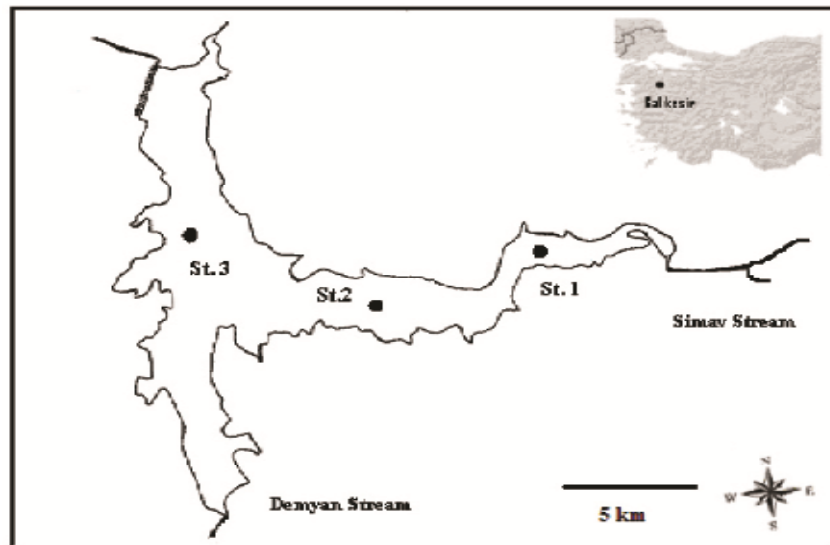 Balıkesir
St. 3
St.2
St. 1
Simav Stream
Demyan Stream
5 km
N
W
E
S